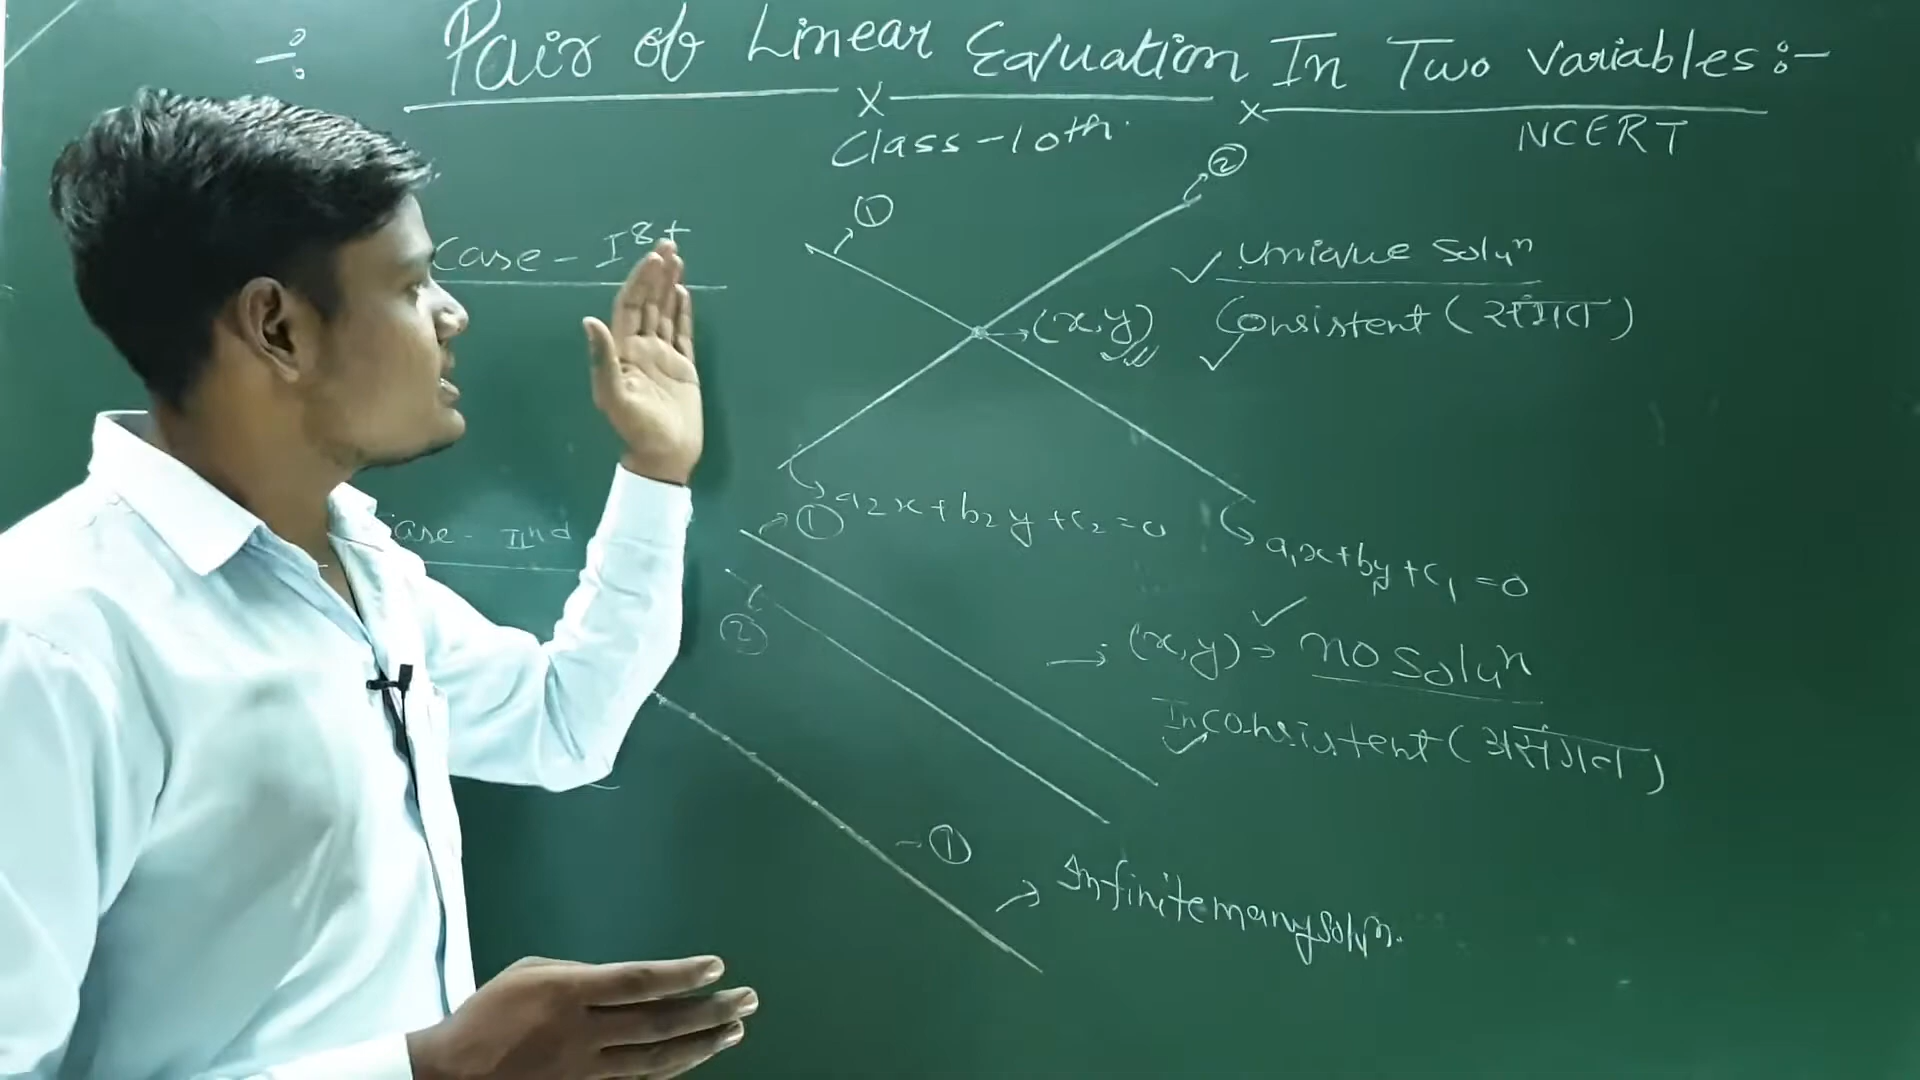 Pair of Linear Equation In Two Variables :-
Class-10th.
NCERT
Case - Ist
①
②
(x,y)
Unique Soluⁿ
Consistent (संगत)
a2x+b2y+c2=0
a1x+b1y+c1=0
Case - IInd
①
②
(x,y) → no Soluⁿ
Inconsistent (असंगत)
①
Infinite many soluⁿ.